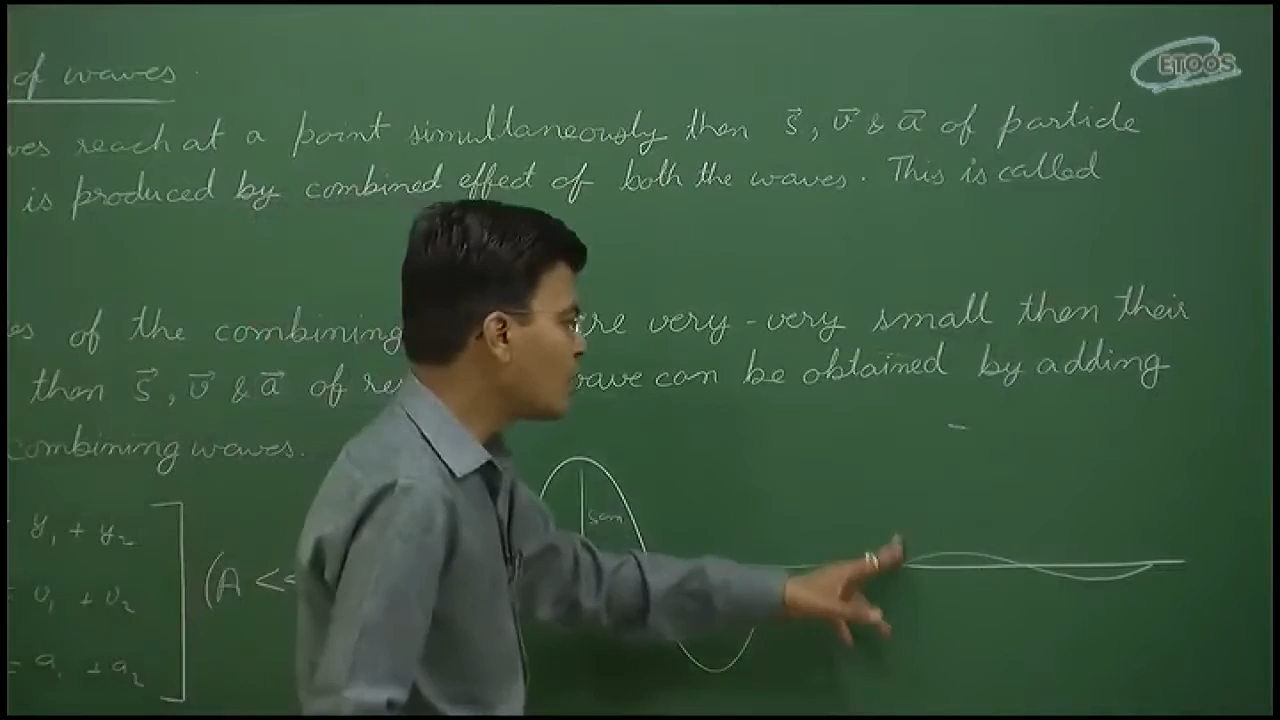 of waves.
ves reach at a point simultaneously then s⃗, v⃗ & a⃗ of particle
is produced by combined effect of both the waves. This is called
es of the combining are very-very small then their
then s⃗, v⃗ & a⃗ of re wave can be obtained by adding
combining waves.
= y₁ + y₂
= v₁ + v₂
= a₁ + a₂
(A <<
5cm
ETOOS